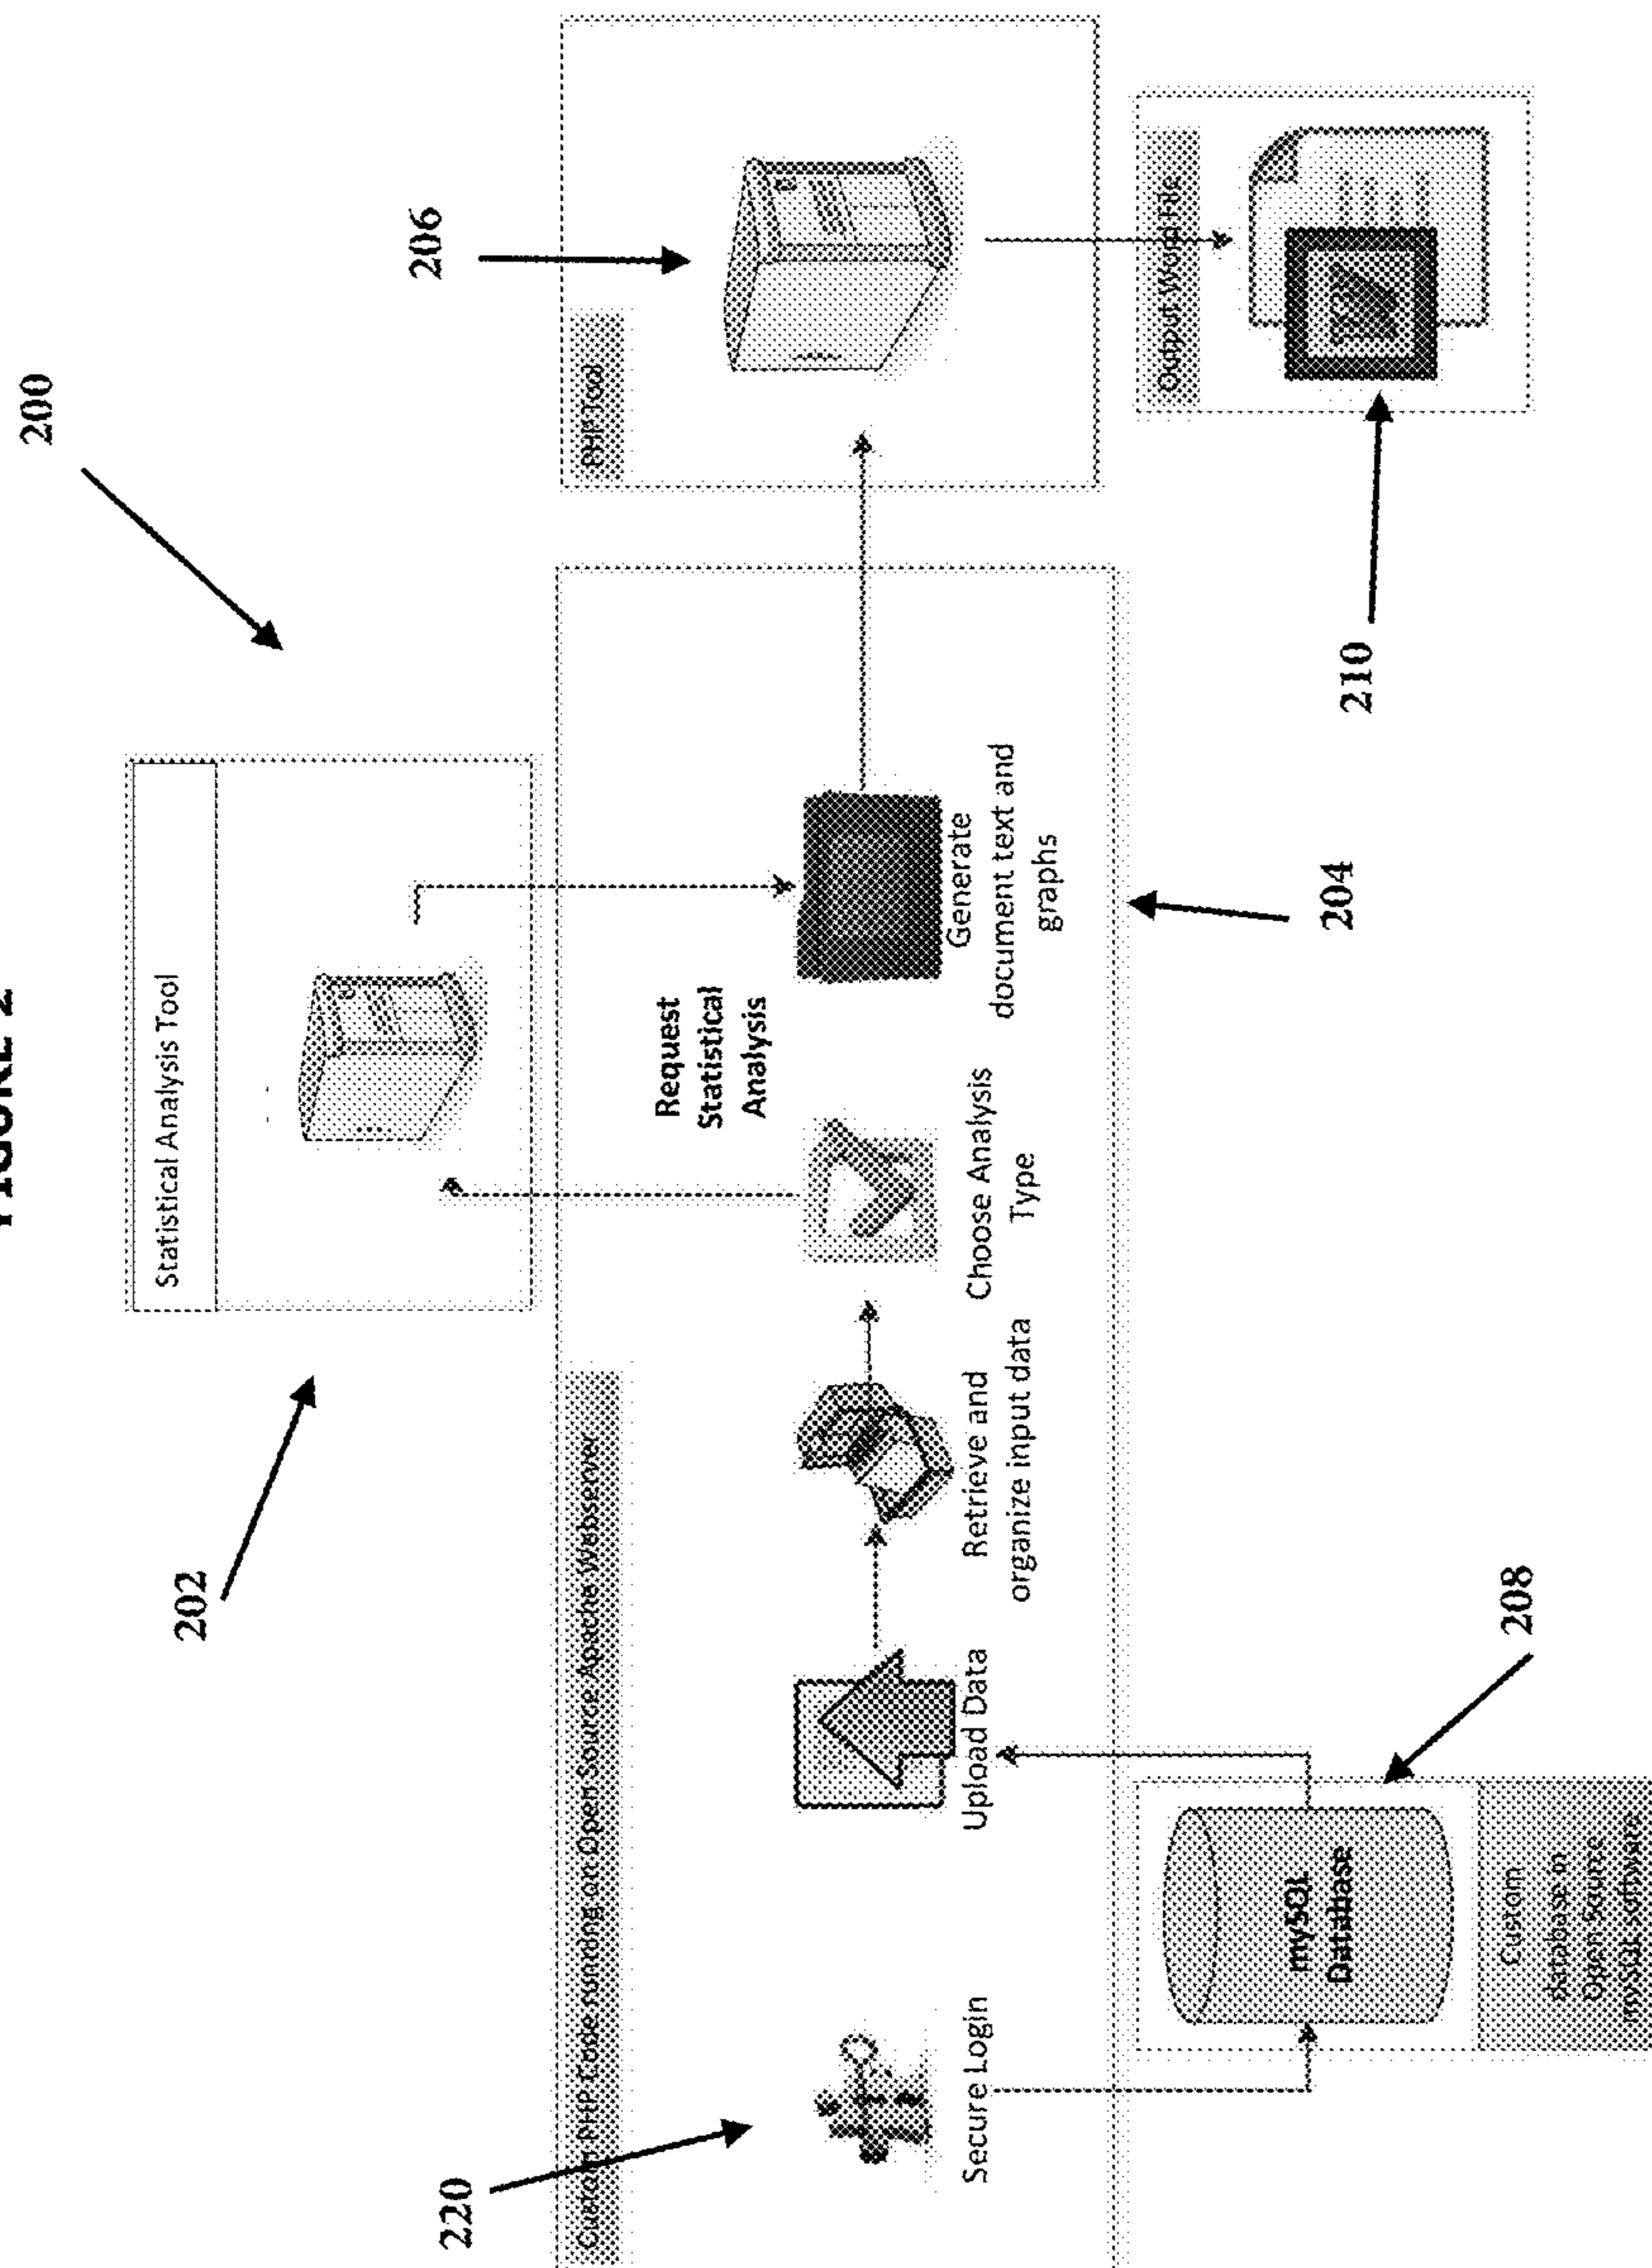 FIGURE 2
200
202
Statistical Analysis Tool
206
PHP Tool
220
Custom PHP Code running on Open Source Apache Webserver
Request
Statistical
Analysis
Secure Login
Upload Data
Retrieve and
organize input data
Choose Analysis
Type
Generate
document text and
graphs
204
Output Word File
210
208
mySQL
Database
Custom
database in
Open Source
mySQL software